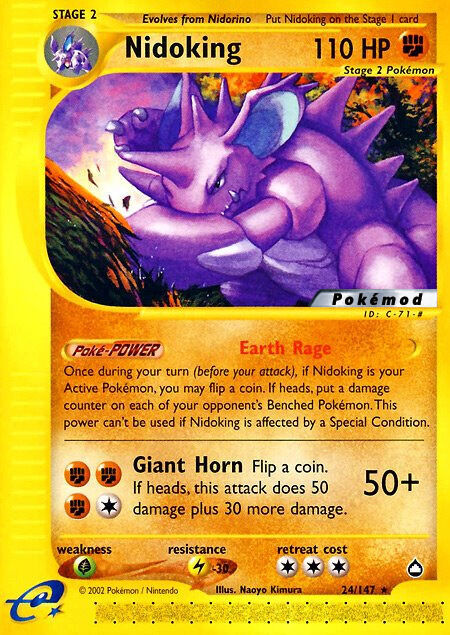 STAGE 2
Evolves from Nidorino Put Nidoking on the Stage 1 card
Nidoking 110 HP
Stage 2 Pokémon
Pokémod
ID: C-71-#
Poké-POWER Earth Rage
Once during your turn (before your attack), if Nidoking is your
Active Pokémon, you may flip a coin. If heads, put a damage
counter on each of your opponent's Benched Pokémon. This
power can't be used if Nidoking is affected by a Special Condition.
Giant Horn Flip a coin.
If heads, this attack does 50
damage plus 30 more damage.
50+
weakness resistance retreat cost
-30
Illus. Naoyo Kimura
©2002 Pokémon / Nintendo
24/147 ★
e